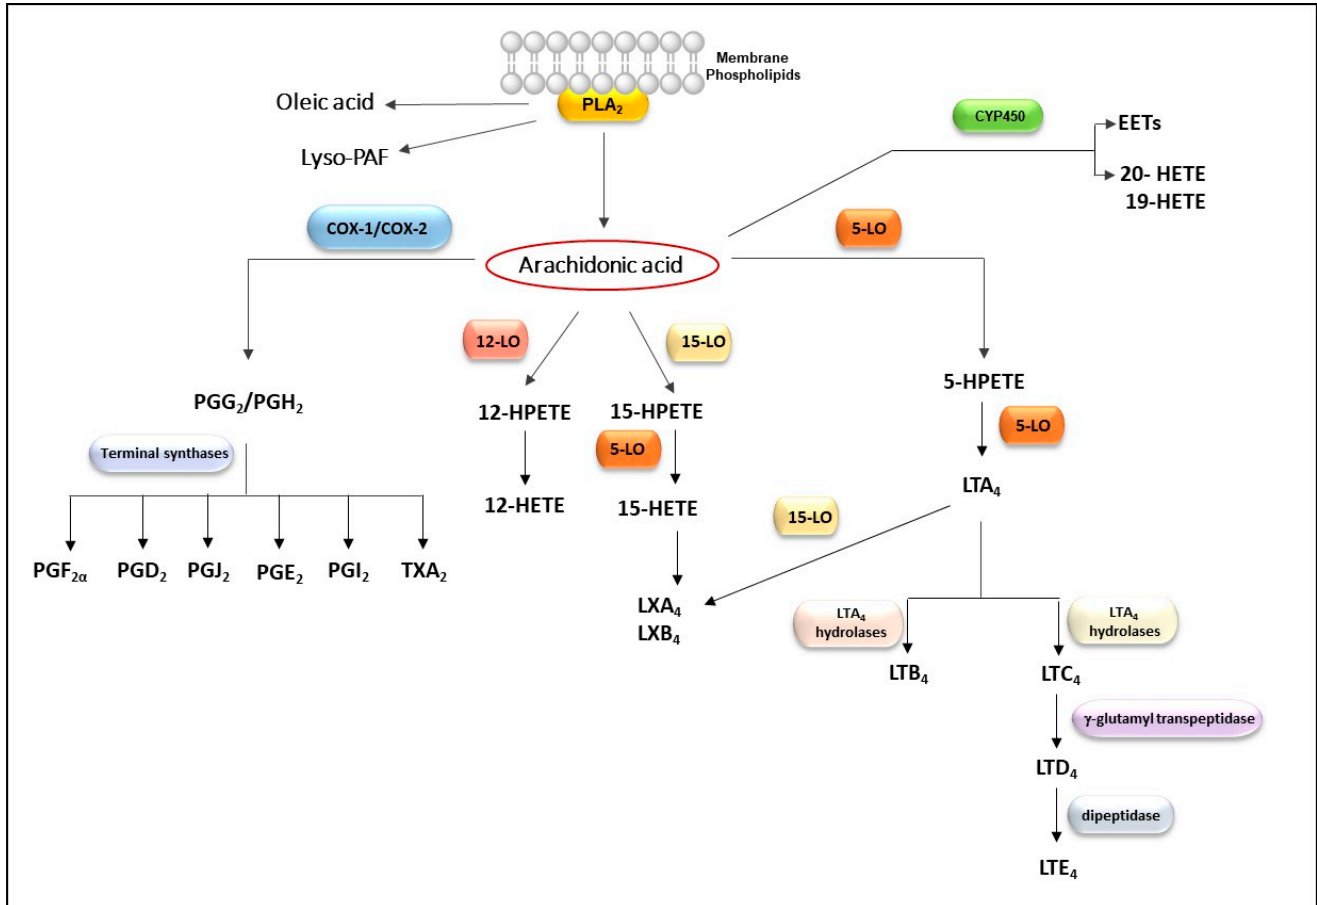 Membrane
Phospholipids
PLA₂
Oleic acid
Lyso-PAF
CYP450
EETs
20- HETE
19-HETE
COX-1/COX-2
5-LO
Arachidonic acid
12-LO
15-LO
5-HPETE
PGG₂/PGH₂
12-HPETE
15-HPETE
5-LO
5-LO
Terminal synthases
LTA₄
12-HETE
15-HETE
15-LO
PGF₂α
PGD₂
PGJ₂
PGE₂
PGI₂
TXA₂
LXA₄
LXB₄
LTA₄
hydrolases
LTA₄
hydrolases
LTB₄
LTC₄
γ-glutamyl transpeptidase
LTD₄
dipeptidase
LTE₄